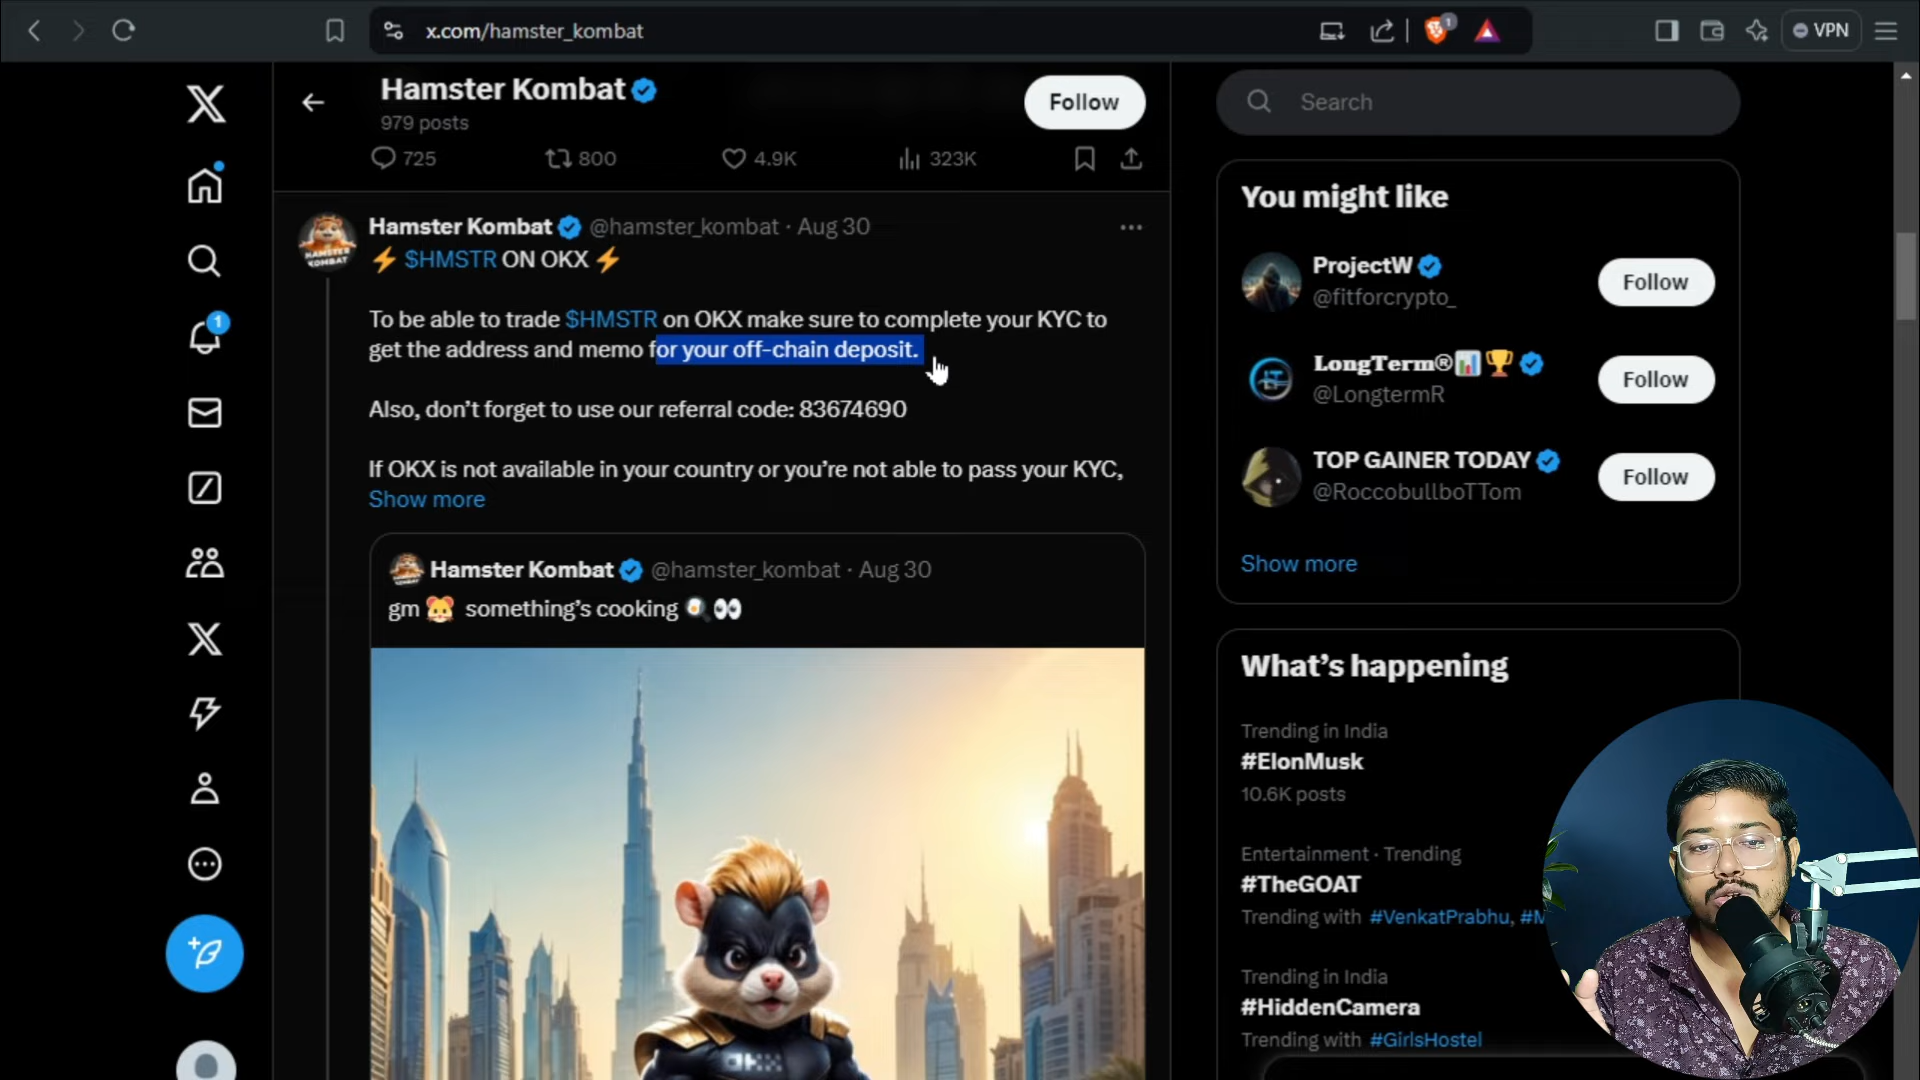 x.com/hamster_kombat
1
VPN
Hamster Kombat
979 posts
Follow
725
800
4.9K
323K
Search
You might like
ProjectW
@fitforcrypto_
Follow
LongTerm®
@LongtermR
Follow
TOP GAINER TODAY
@RoccobullboTTom
Follow
Show more
1
Hamster Kombat @hamster_kombat · Aug 30
⚡ $HMSTR ON OKX ⚡
To be able to trade $HMSTR on OKX make sure to complete your KYC to
get the address and memo for your off-chain deposit.
Also, don’t forget to use our referral code: 83674690
If OKX is not available in your country or you’re not able to pass your KYC,
Show more
Hamster Kombat @hamster_kombat · Aug 30
gm 🐹 something’s cooking 🍳👀
What’s happening
Trending in India
#ElonMusk
10.6K posts
Entertainment · Trending
#TheGOAT
Trending with #VenkatPrabhu,
Trending in India
#HiddenCamera
Trending with #GirlsHostel